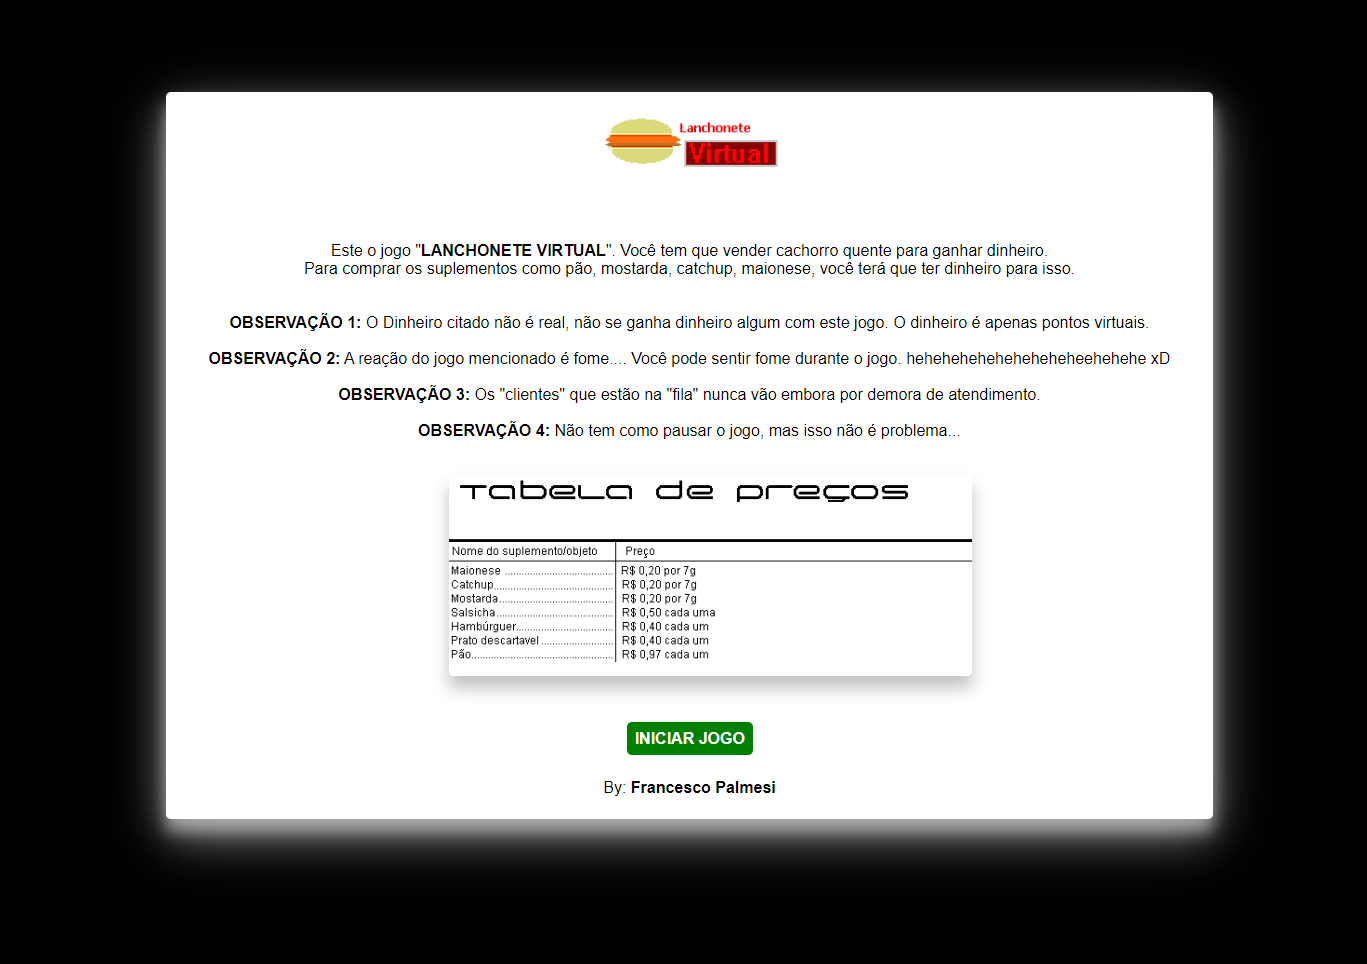 Lanchonete
Virtual
Este o jogo "LANCHONETE VIRTUAL". Você tem que vender cachorro quente para ganhar dinheiro.
Para comprar os suplementos como pão, mostarda, catchup, maionese, você terá que ter dinheiro para isso.
OBSERVAÇÃO 1: O Dinheiro citado não é real, não se ganha dinheiro algum com este jogo. O dinheiro é apenas pontos virtuais.
OBSERVAÇÃO 2: A reação do jogo mencionado é fome.... Você pode sentir fome durante o jogo. heheheheheheheheheheehehehe xD
OBSERVAÇÃO 3: Os "clientes" que estão na "fila" nunca vão embora por demora de atendimento.
OBSERVAÇÃO 4: Não tem como pausar o jogo, mas isso não é problema...
Tabela de preços
Nome do suplemento/objeto Preço
Maionese ..................................... R$ 0,20 por 7g
Catchup........................................ R$ 0,20 por 7g
Mostarda...................................... R$ 0,20 por 7g
Salsicha....................................... R$ 0,50 cada uma
Hambúrguer................................. R$ 0,40 cada um
Prato descartavel ........................ R$ 0,40 cada um
Pão............................................... R$ 0,97 cada um
INICIAR JOGO
By: Francesco Palmesi